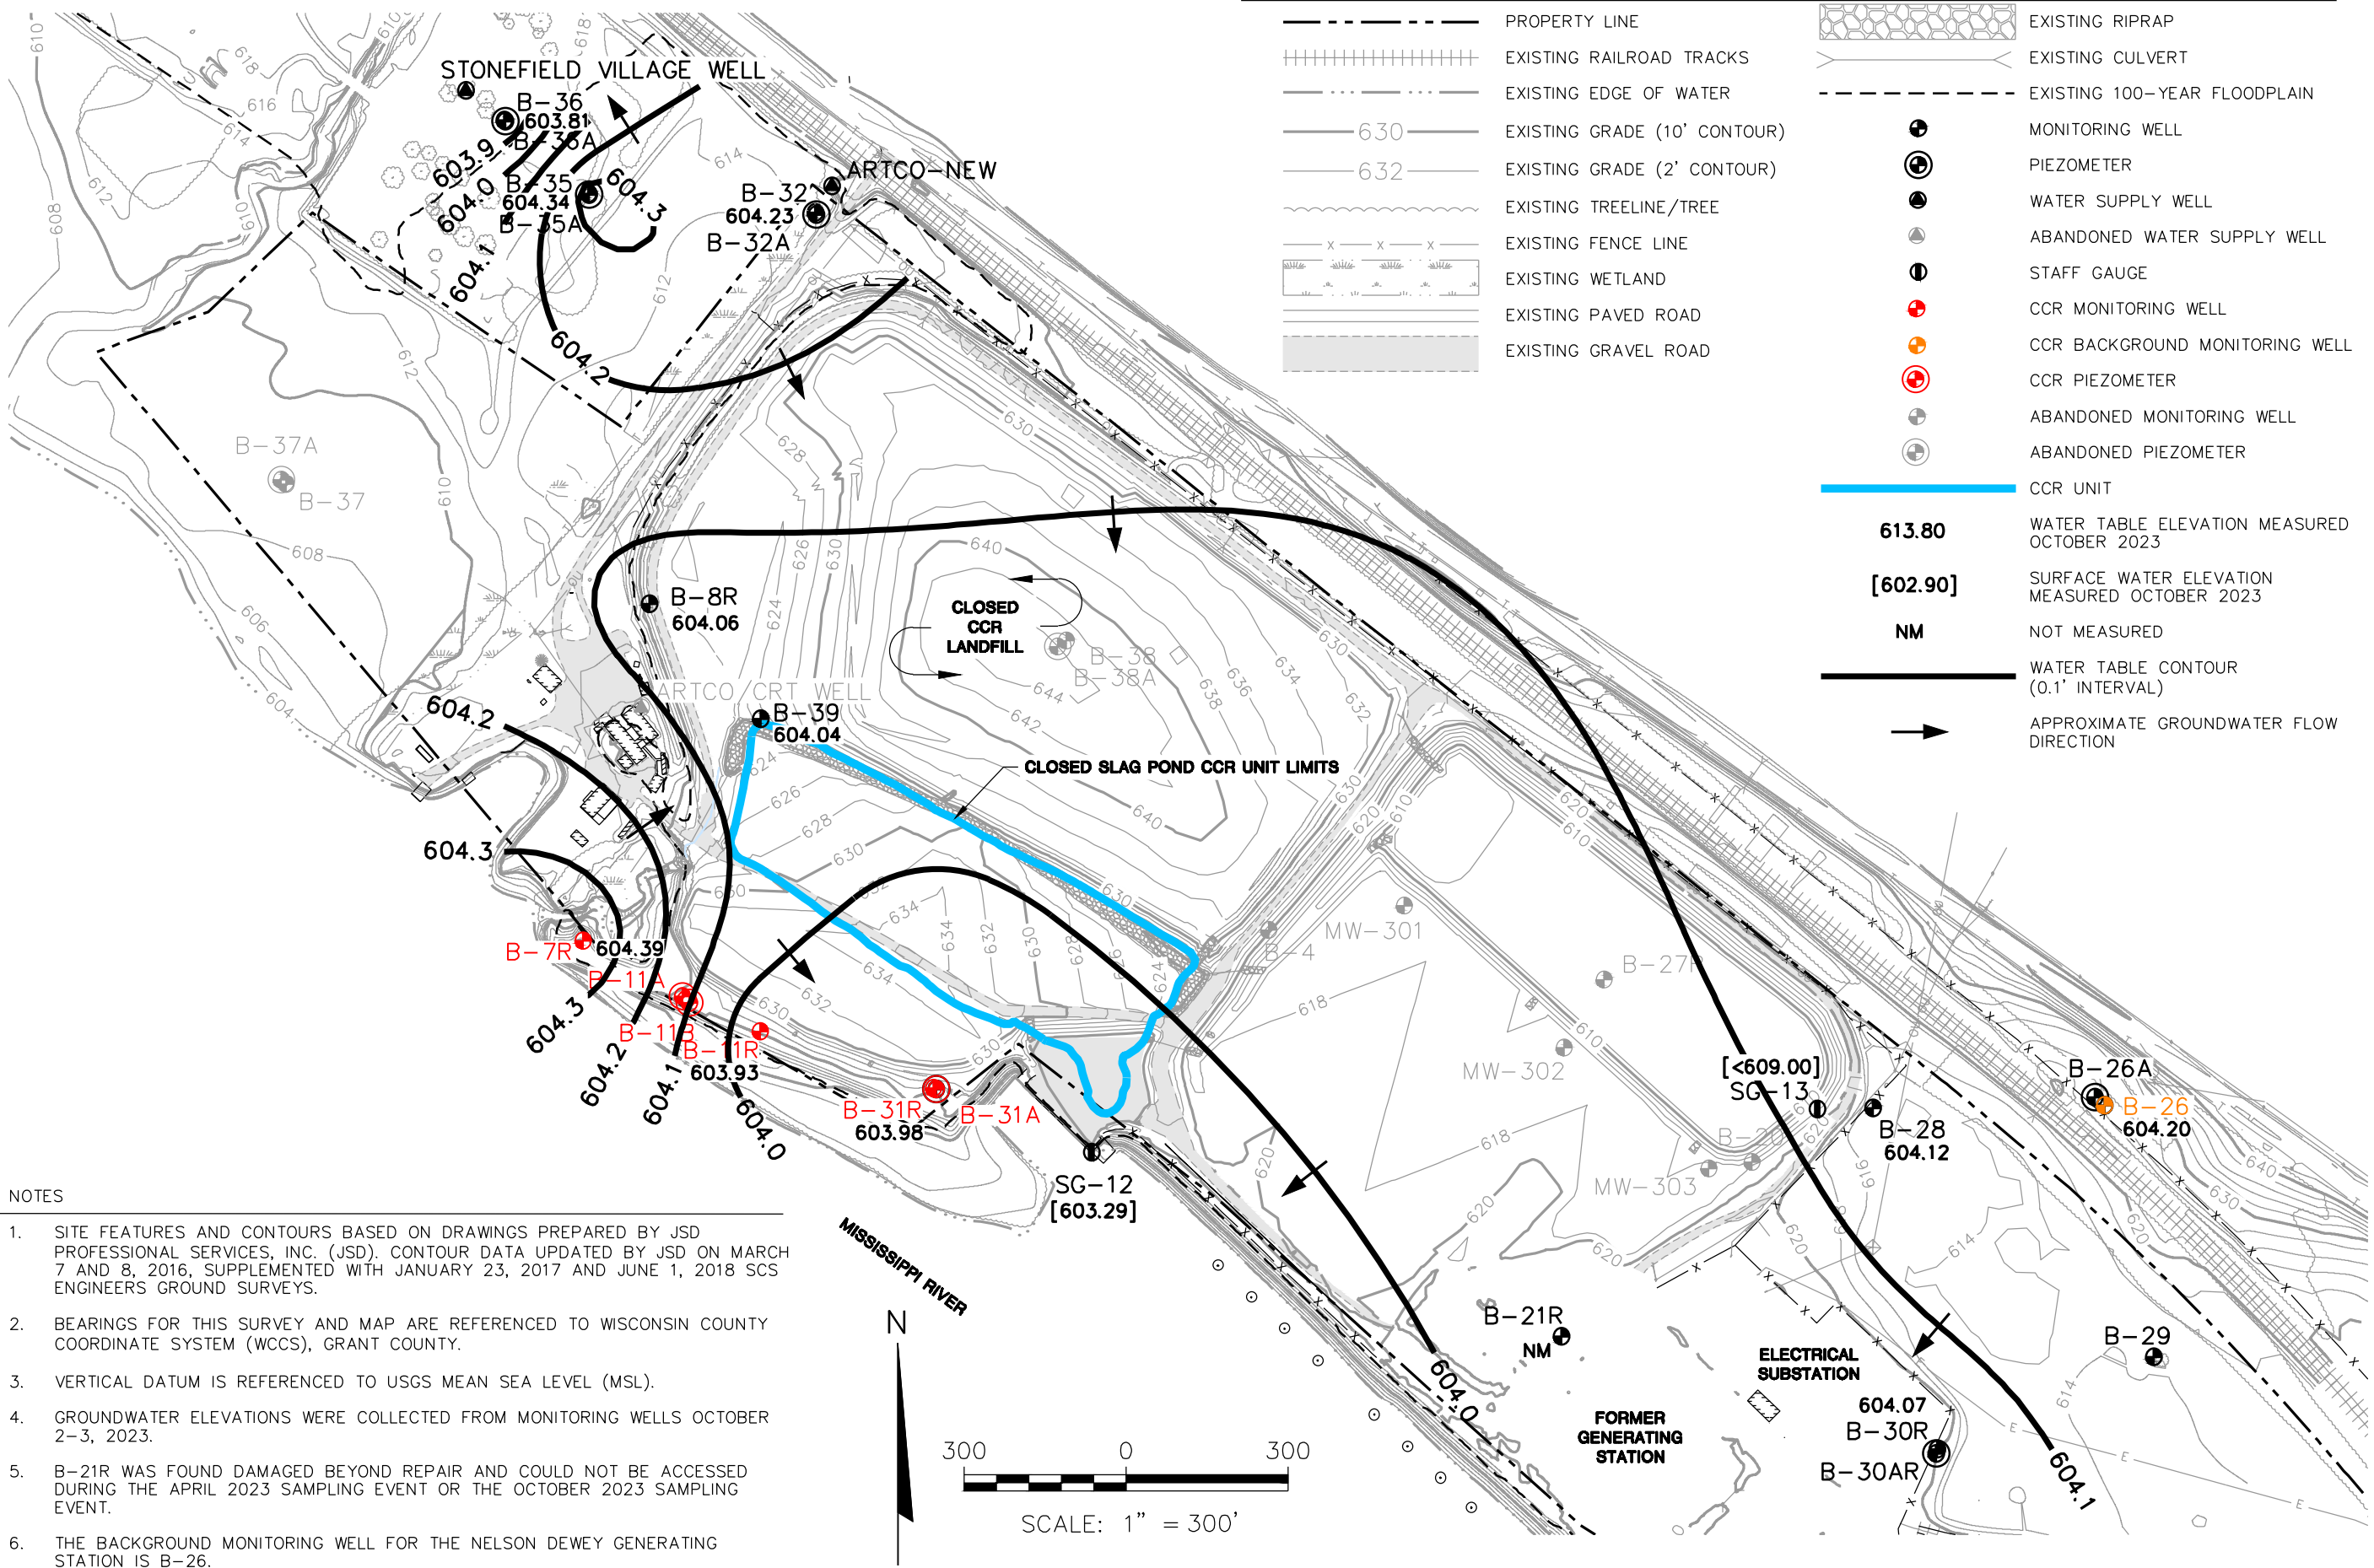 PROPERTY LINE
EXISTING RAILROAD TRACKS
EXISTING EDGE OF WATER
630
EXISTING GRADE (10' CONTOUR)
632
EXISTING GRADE (2' CONTOUR)
EXISTING TREELINE/TREE
EXISTING FENCE LINE
EXISTING WETLAND
EXISTING PAVED ROAD
EXISTING GRAVEL ROAD
EXISTING RIPRAP
EXISTING CULVERT
EXISTING 100-YEAR FLOODPLAIN
MONITORING WELL
PIEZOMETER
WATER SUPPLY WELL
ABANDONED WATER SUPPLY WELL
STAFF GAUGE
CCR MONITORING WELL
CCR BACKGROUND MONITORING WELL
CCR PIEZOMETER
ABANDONED MONITORING WELL
ABANDONED PIEZOMETER
CCR UNIT
613.80
WATER TABLE ELEVATION MEASURED
OCTOBER 2023
[602.90]
SURFACE WATER ELEVATION
MEASURED OCTOBER 2023
NM
NOT MEASURED
WATER TABLE CONTOUR
(0.1' INTERVAL)
APPROXIMATE GROUNDWATER FLOW
DIRECTION
STONEFIELD VILLAGE WELL
B-36
603.81
B-36A
603.9
604.0
604.1
B-35
604.34
B-35A
604.3
ARTCO-NEW
B-32
604.23
B-32A
604.2
B-37A
B-37
B-8R
604.06
CLOSED
CCR
LANDFILL
B-38
B-38A
ARTCO/CRT WELL
B-39
604.04
CLOSED SLAG POND CCR UNIT LIMITS
604.2
604.3
B-7R
604.39
B-11A
B-11B
B-11R
603.93
604.3
604.2
604.1
604.0
B-31R
603.98
B-31A
SG-12
[603.29]
MISSISSIPPI RIVER
B-4
MW-301
B-27R
MW-302
MW-303
[<609.00]
SG-13
B-28
604.12
B-26A
B-26
604.20
B-29
B-21R
NM
ELECTRICAL
SUBSTATION
604.07
B-30R
B-30AR
FORMER
GENERATING
STATION
604.0
604.1
N
300
0
300
SCALE: 1" = 300'
NOTES
1. SITE FEATURES AND CONTOURS BASED ON DRAWINGS PREPARED BY JSD
PROFESSIONAL SERVICES, INC. (JSD). CONTOUR DATA UPDATED BY JSD ON MARCH
7 AND 8, 2016, SUPPLEMENTED WITH JANUARY 23, 2017 AND JUNE 1, 2018 SCS
ENGINEERS GROUND SURVEYS.
2. BEARINGS FOR THIS SURVEY AND MAP ARE REFERENCED TO WISCONSIN COUNTY
COORDINATE SYSTEM (WCCS), GRANT COUNTY.
3. VERTICAL DATUM IS REFERENCED TO USGS MEAN SEA LEVEL (MSL).
4. GROUNDWATER ELEVATIONS WERE COLLECTED FROM MONITORING WELLS OCTOBER
2-3, 2023.
5. B-21R WAS FOUND DAMAGED BEYOND REPAIR AND COULD NOT BE ACCESSED
DURING THE APRIL 2023 SAMPLING EVENT OR THE OCTOBER 2023 SAMPLING
EVENT.
6. THE BACKGROUND MONITORING WELL FOR THE NELSON DEWEY GENERATING
STATION IS B-26.